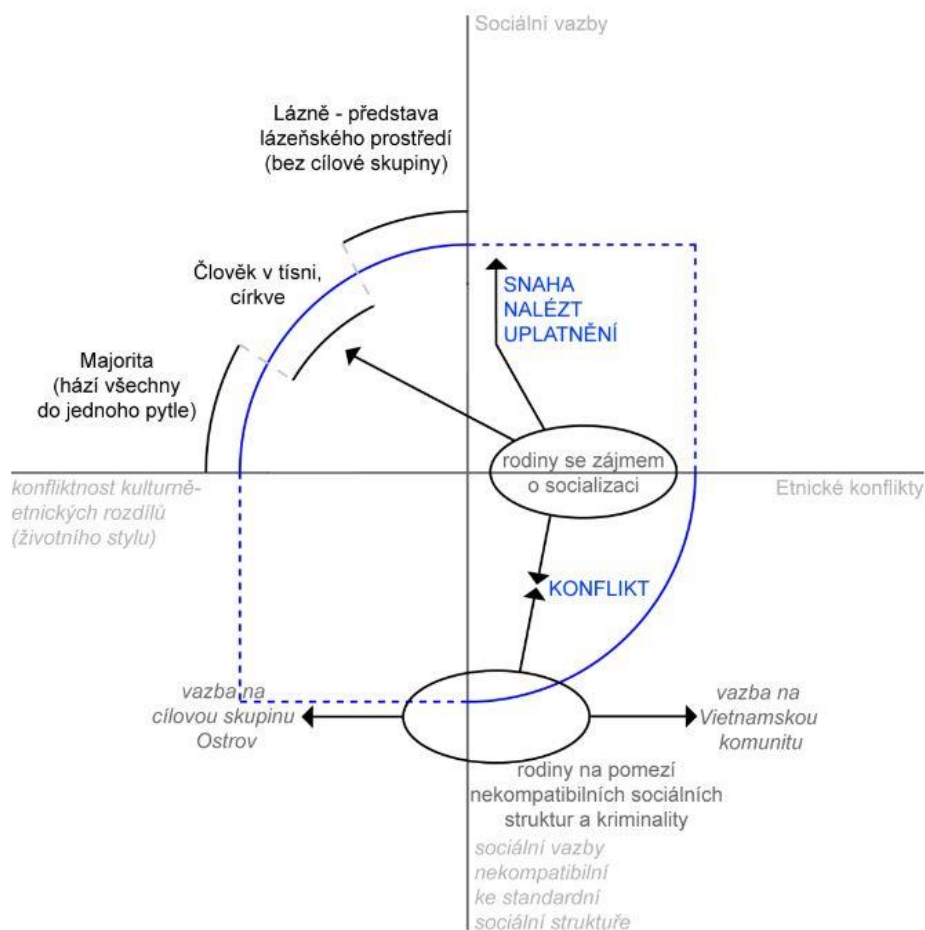 Sociální vazby
Lázně - představa
lázeňského prostředí
(bez cílové skupiny)
Člověk v tísni,
církve
SNAHA
NALÉZT
UPLATNĚNÍ
Majorita
(hází všechny
do jednoho pytle)
rodiny se zájmem
o socializaci
konfliktnost kulturně-
etnických rozdílů
(životního stylu)
Etnické konflikty
KONFLIKT
vazba na
cílovou skupinu
Ostrov
vazba na
Vietnamskou
komunitu
rodiny na pomezí
nekompatibilních sociálních
struktur a kriminality
sociální vazby
nekompatibilní
ke standardní
sociální struktuře